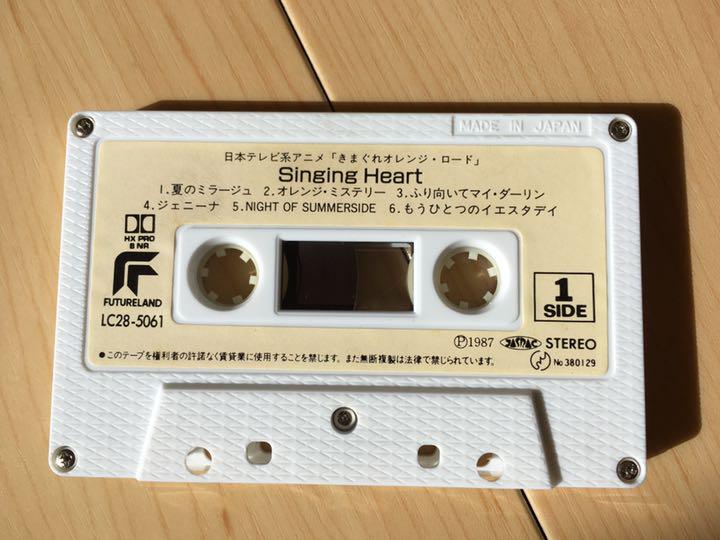 MADE IN JAPAN
日本テレビ系アニメ「きまぐれオレンジ・ロード」
Singing Heart
1.夏のミラージュ 2.オレンジ・ミステリー 3.ふり向いてマイ・ダーリン
4.ジェニーナ 5.NIGHT OF SUMMERSIDE 6.もうひとつのイエスタデイ
HX PRO
B NR
FUTURELAND
LC28-5061
1
SIDE
Ⓟ1987 JASRAC STEREO
●このテープを権利者の許諾なく賃貸業に使用することを禁じます。また無断複製は法律で禁じられています。
No 380129